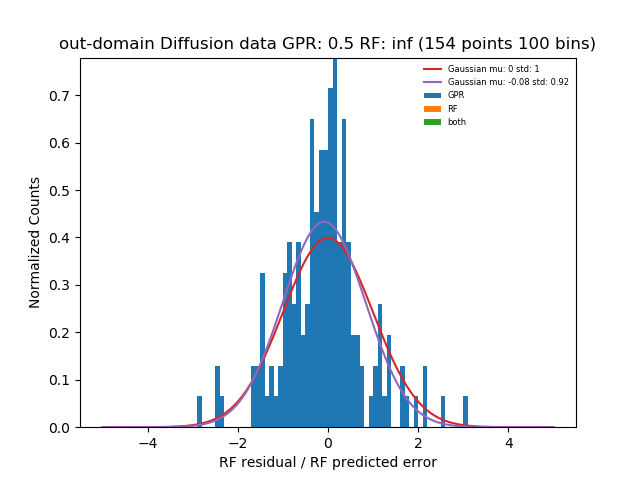 out-domain Diffusion data GPR: 0.5 RF: inf (154 points 100 bins)
Gaussian mu: 0 std: 1
Gaussian mu: -0.08 std: 0.92
GPR
RF
both
Normalized Counts
0.7
0.6
0.5
0.4
0.3
0.2
0.1
0.0
−4 −2 0 2 4
RF residual / RF predicted error